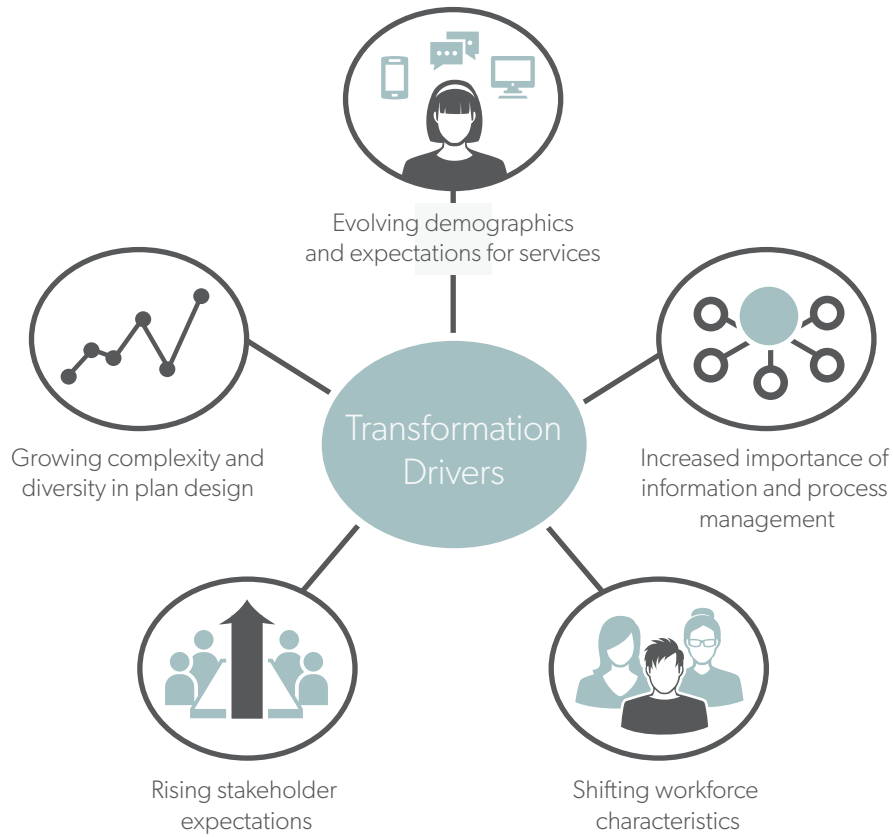 Evolving demographics
and expectations for services
Growing complexity and
diversity in plan design
Transformation
Drivers
Increased importance of
information and process
management
Rising stakeholder
expectations
Shifting workforce
characteristics